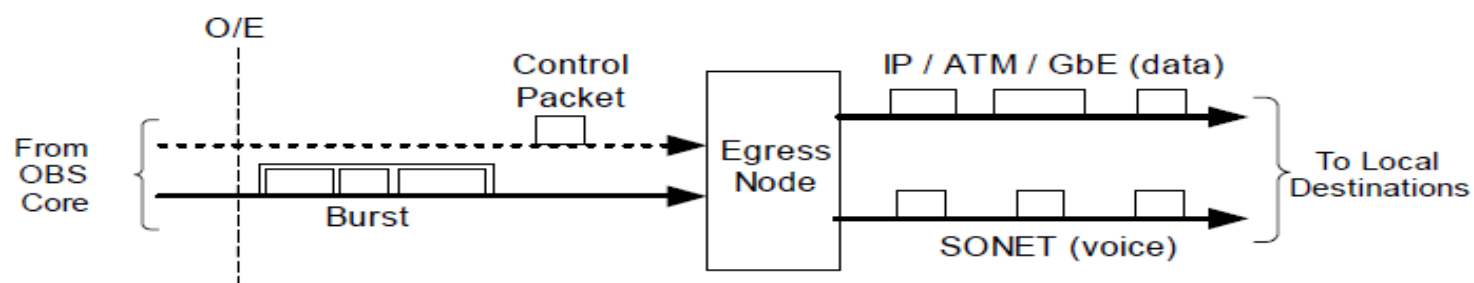 O/E
Control
Packet
IP / ATM / GbE (data)
From
OBS
Core
Burst
Egress
Node
To Local
Destinations
SONET (voice)